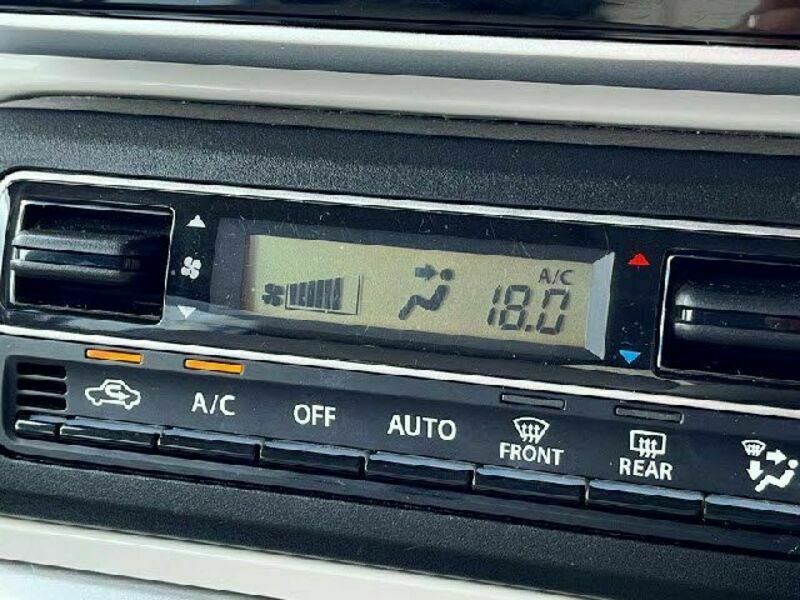 A/C
18.0
A/C
OFF
AUTO
FRONT
REAR